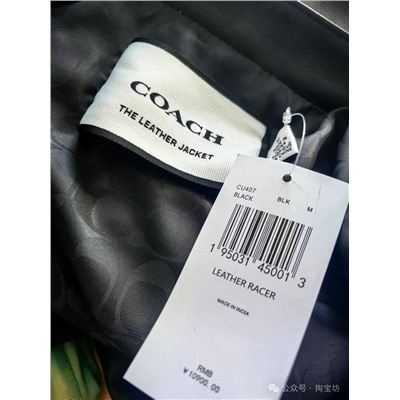 COACH
THE LEATHER JACKET
CU407 BLK M
BLACK
1 95031 45001 3
LEATHER RACER
MADE IN INDIA
RMB
￥10900.00
公众号 · 掏宝坊